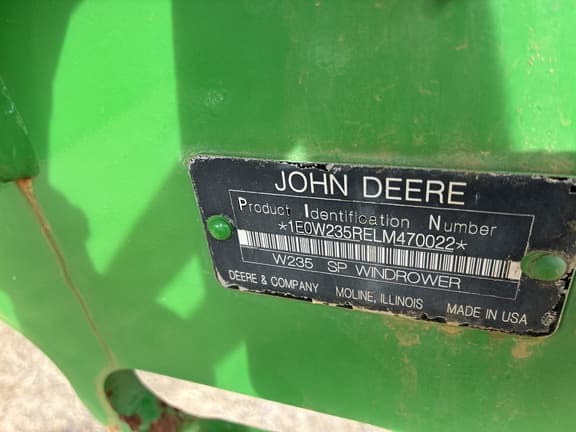 JOHN DEERE
Product Identification Number
*1E0W235RELM470022*
W235 SP WINDROWER
DEERE & COMPANY MOLINE, ILLINOIS MADE IN USA